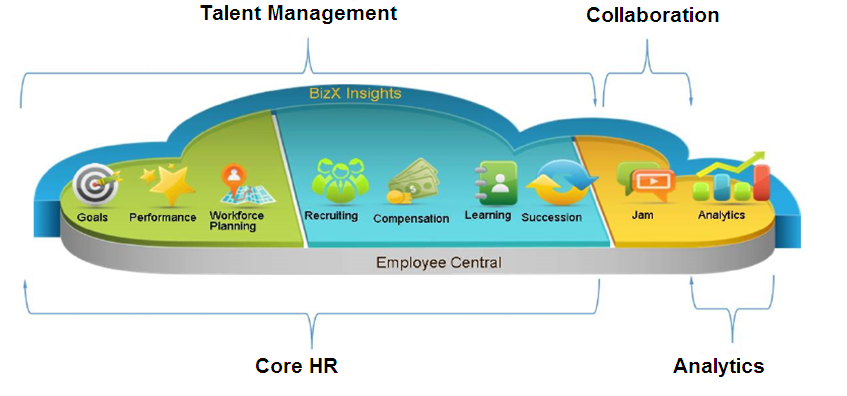 Talent Management
Collaboration
BizX Insights
Goals
Performance
Workforce
Planning
Recruiting
Compensation
Learning
Succession
Jam
Analytics
Employee Central
Core HR
Analytics